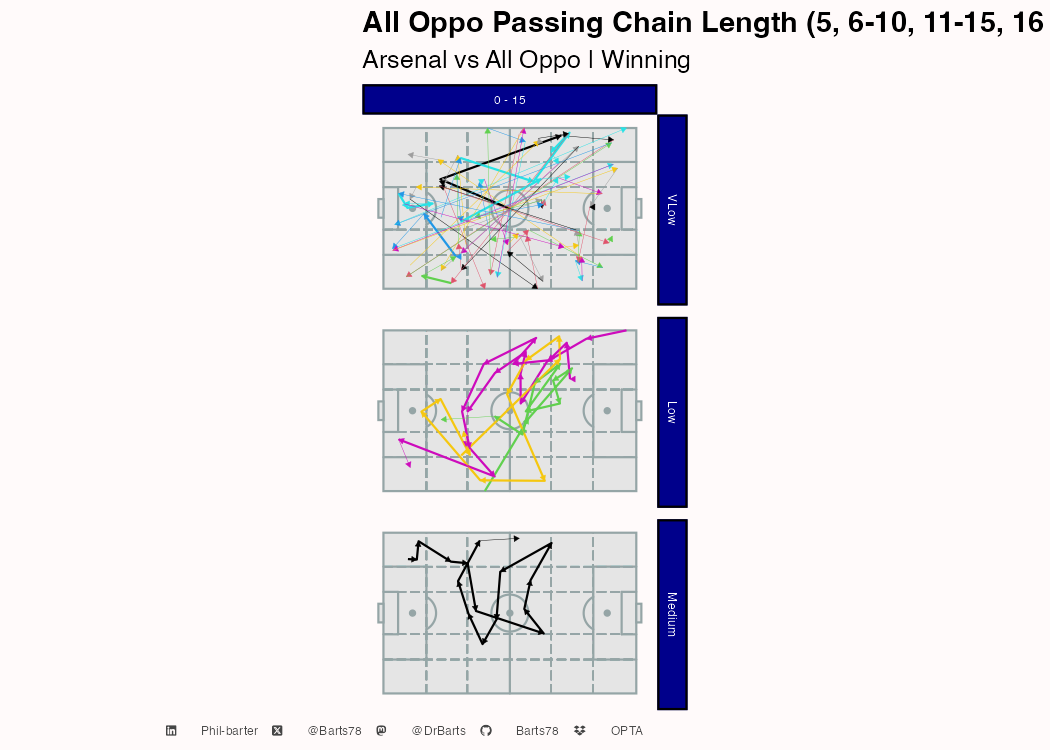 All Oppo Passing Chain Length (5, 6-10, 11-15, 16
Arsenal vs All Oppo | Winning
0 - 15
VLow
Low
Medium
Phil-barter @Barts78 @DrBarts Barts78 OPTA